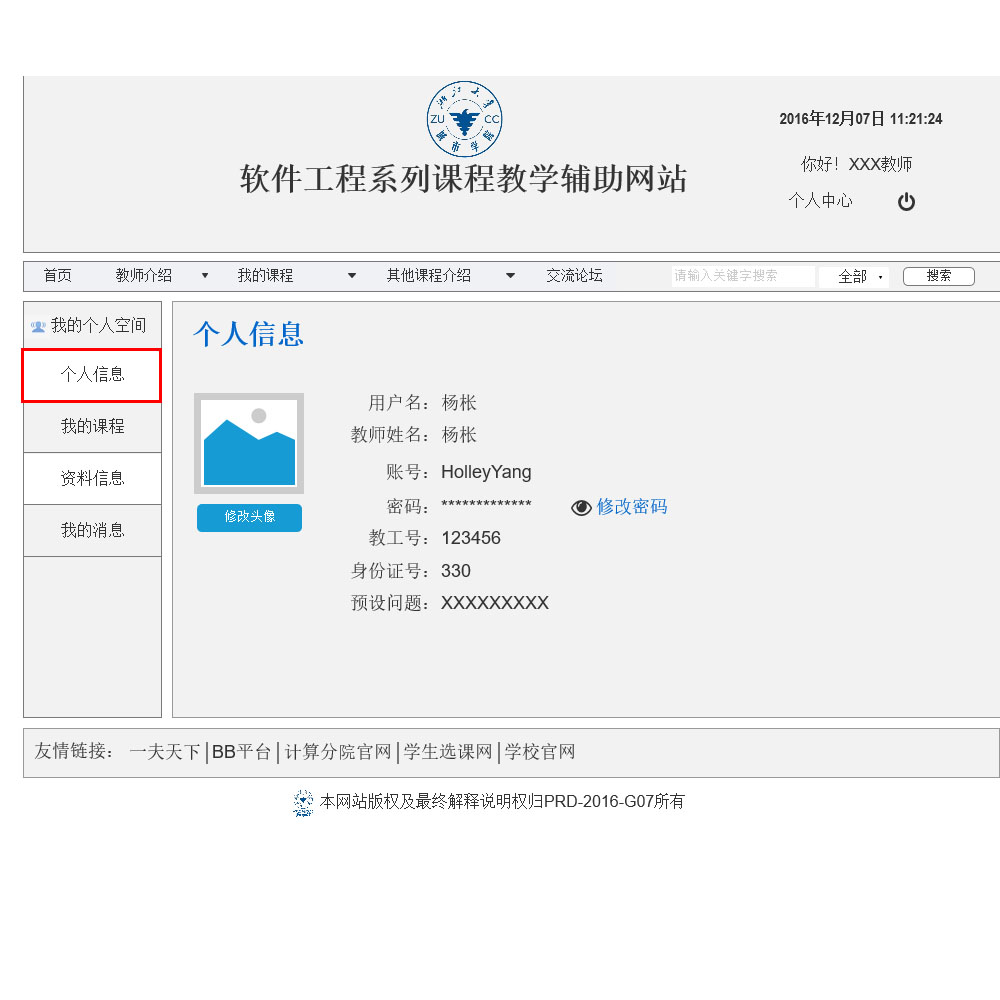 浙江大学
ZU CC
城市学院
软件工程系列课程教学辅助网站
2016年12月07日 11:21:24
你好！XXX教师
个人中心
首页 教师介绍 我的课程 其他课程介绍 交流论坛 请输入关键字搜索 全部 搜索
我的个人空间
个人信息
我的课程
资料信息
我的消息
个人信息
修改头像
用户名：杨枨
教师姓名：杨枨
账号：HolleyYang
密码：************* 修改密码
教工号：123456
身份证号：330
预设问题：XXXXXXXXX
友情链接： 一夫天下|BB平台|计算分院官网|学生选课网|学校官网
本网站版权及最终解释说明权归PRD-2016-G07所有